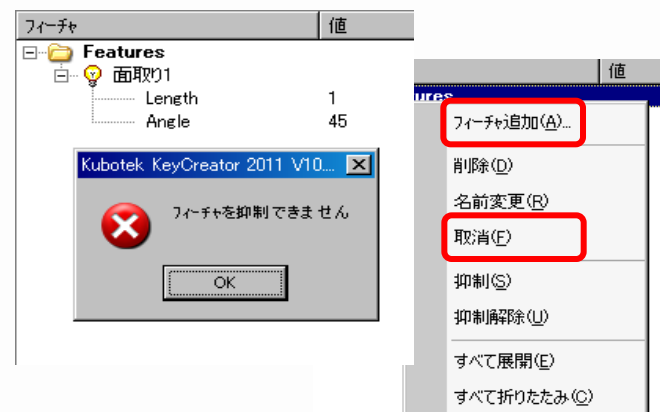 フィーチャ 値
Features
面取り1
Length 1
Angle 45
Kubotek KeyCreator 2011 V10....
フィーチャを抑制できません
OK
値
ures
フィーチャ追加(A)...
削除(D)
名前変更(R)
取消(F)
抑制(S)
抑制解除(U)
すべて展開(E)
すべて折りたたみ(C)